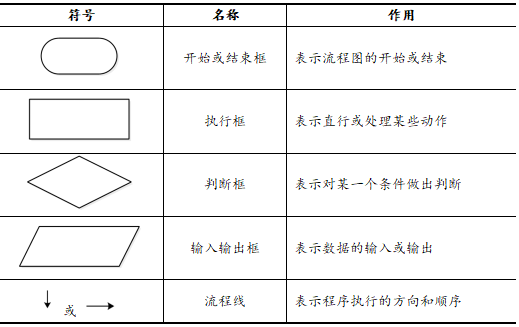 符号 名称 作用
开始或结束框 表示流程图的开始或结束
执行框 表示直行或处理某些动作
判断框 表示对某一个条件做出判断
输入输出框 表示数据的输入或输出
或 流程线 表示程序执行的方向和顺序